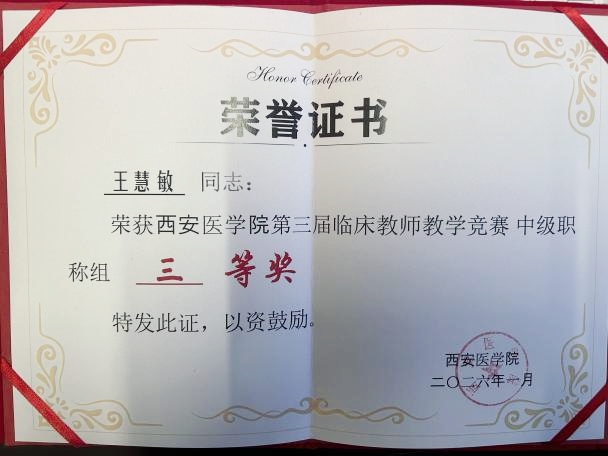 Honor Certificate
荣誉证书
王慧敏 同志：
荣获西安医学院第三届临床教师教学竞赛 中级职
称组 三 等奖
特发此证，以资鼓励。
西安医学院
二〇二六年一月